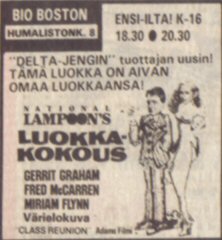 BIO BOSTON
HUMALISTONK. 8
ENSI-ILTA! K-16
18.30 ● 20.30
"DELTA-JENGIN" tuottajan uusin!
TÄMÄ LUOKKA ON AIVAN
OMAA LUOKKAANSA!
NATIONAL
LAMPOON'S
LUOKKA-
KOKOUS
GERRIT GRAHAM
FRED McCARREN
MIRIAM FLYNN
Värielokuva
CLASS REUNION Adams Film